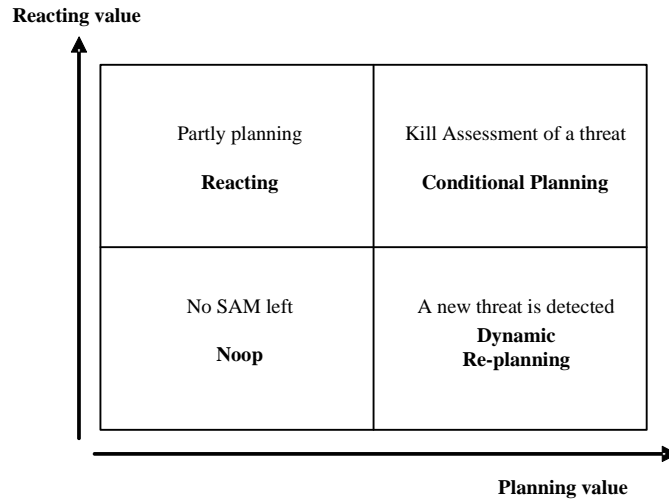 Reacting value
Partly planning
Reacting
Kill Assessment of a threat
Conditional Planning
No SAM left
Noop
A new threat is detected
Dynamic
Re-planning
Planning value